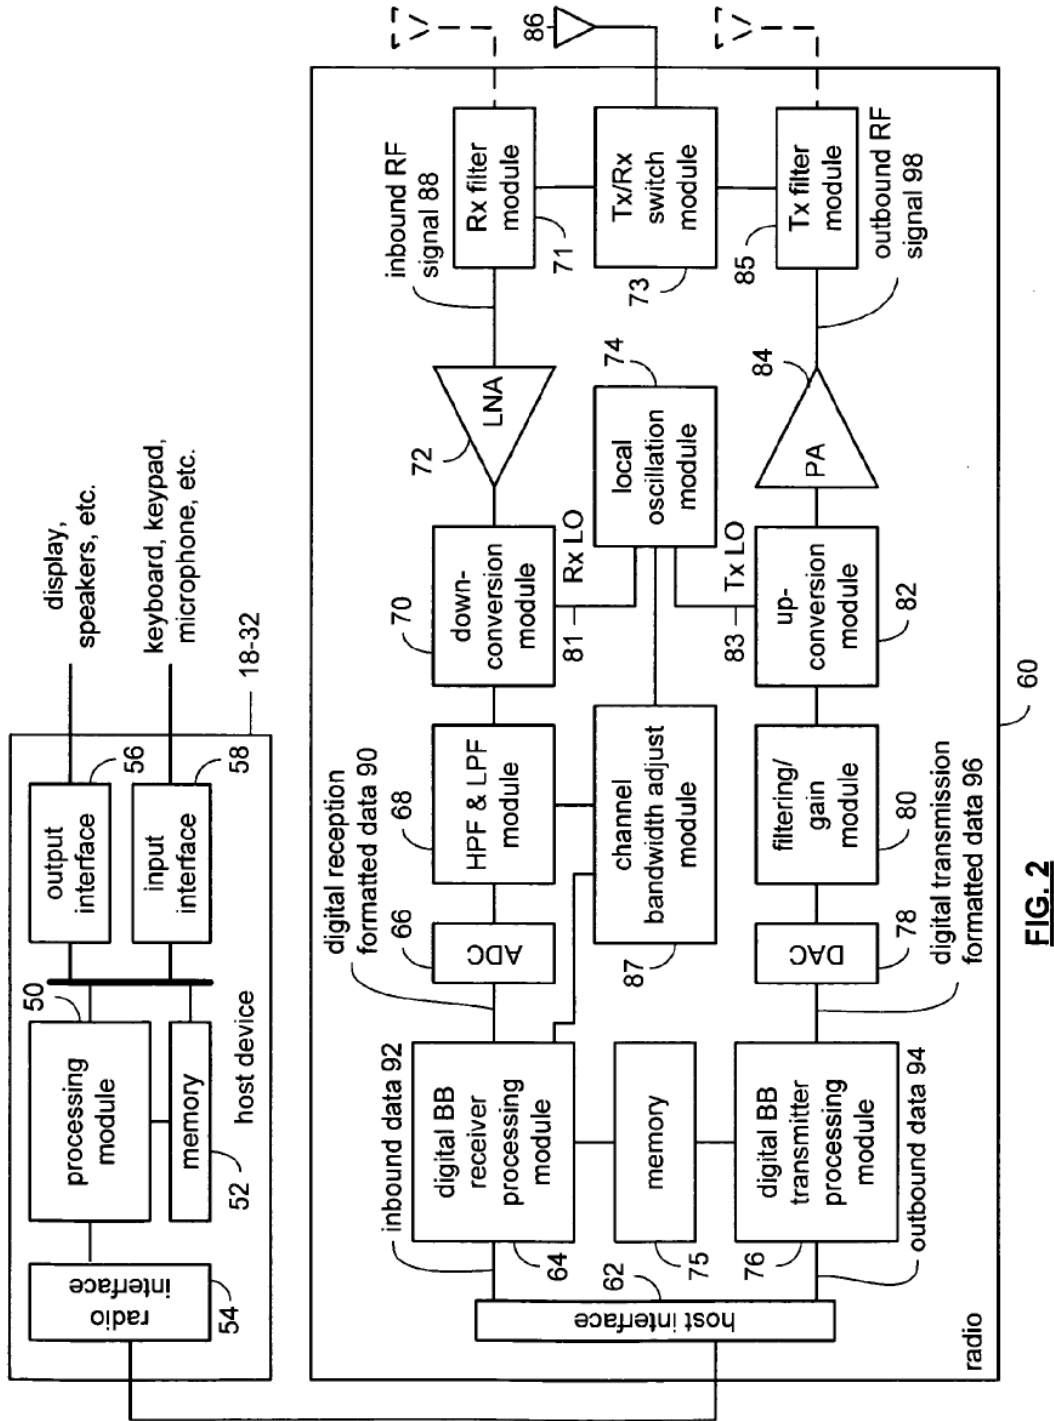 display,
speakers, etc.
keyboard, keypad,
microphone, etc.
18-32
output
interface
56
input
interface
58
50
processing
module
memory
52
host device
radio
interface
54
86
inbound RF
signal 88
Rx filter
module
71
Tx/Rx
switch
module
73
Tx filter
module
85
outbound RF
signal 98
LNA
72
local
oscillation
module
74
PA
84
down-
conversion
module
70
Rx LO
81
Tx LO
83
up-
conversion
module
82
digital reception
formatted data 90
HPF & LPF
module
68
ADC
66
channel
bandwidth adjust
module
87
filtering/
gain
module
80
DAC
78
digital transmission
formatted data 96
inbound data 92
digital BB
receiver
processing
module
64
memory
75
digital BB
transmitter
processing
module
76
outbound data 94
host interface
62
radio
60
FIG. 2